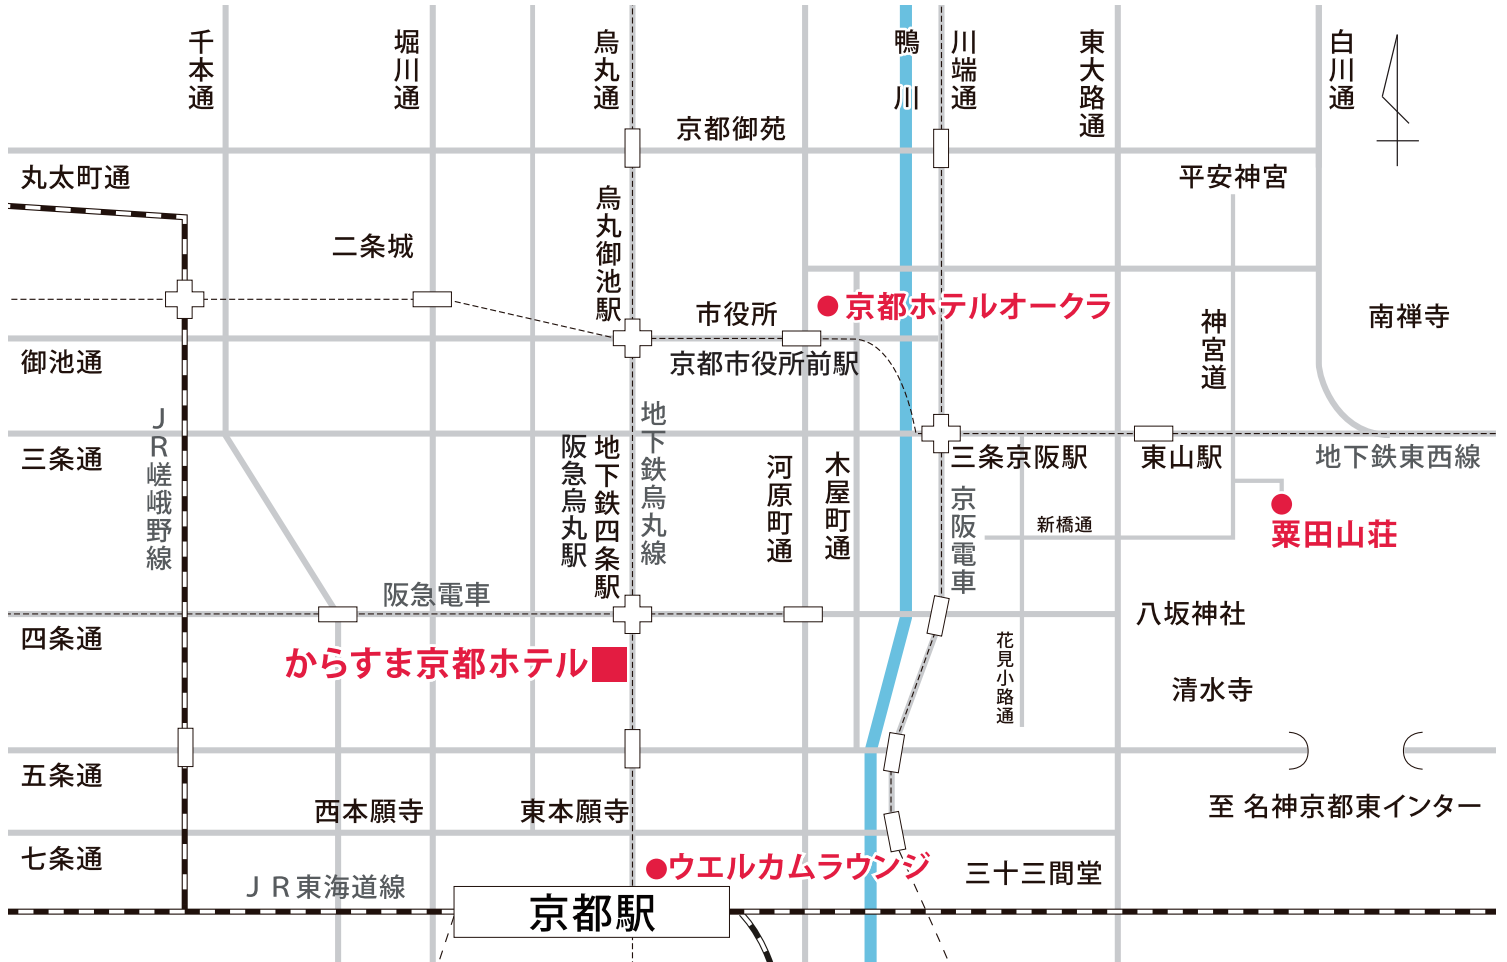 千本通
堀川通
烏丸通
鴨川
川端通
東大路通
白川通
京都御苑
丸太町通
平安神宮
烏丸御池駅
二条城
市役所
京都ホテルオークラ
南禅寺
神宮道
御池通
京都市役所前駅
JR嵯峨野線
地下鉄烏丸線
三条通
阪急烏丸駅
地下鉄四条駅
河原町通
木屋町通
三条京阪駅
東山駅
地下鉄東西線
京阪電車
新橋通
粟田山荘
阪急電車
四条通
八坂神社
からすま京都ホテル
花見小路通
清水寺
五条通
西本願寺
東本願寺
至 名神京都東インター
七条通
ウエルカムラウンジ
三十三間堂
JR東海道線
京都駅